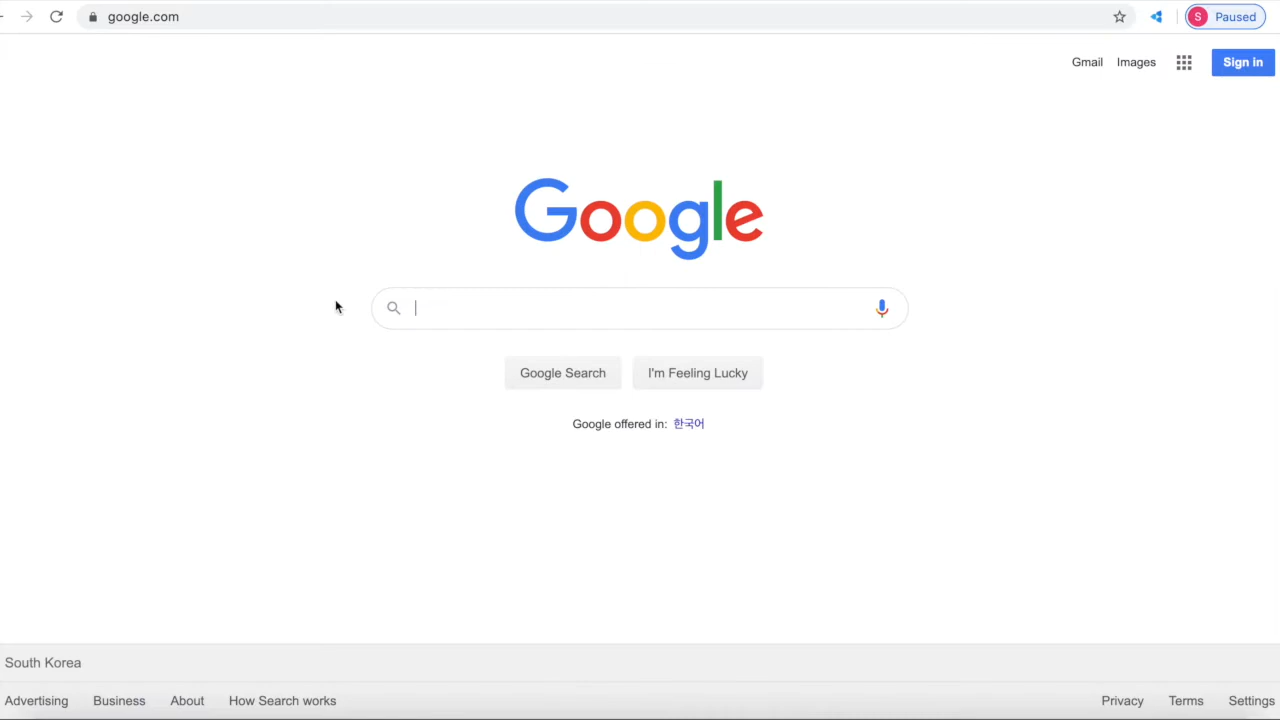 google.com
S Paused
Gmail Images Sign in
Google
Google Search I'm Feeling Lucky
Google offered in: 한국어
South Korea
Advertising Business About How Search works Privacy Terms Settings